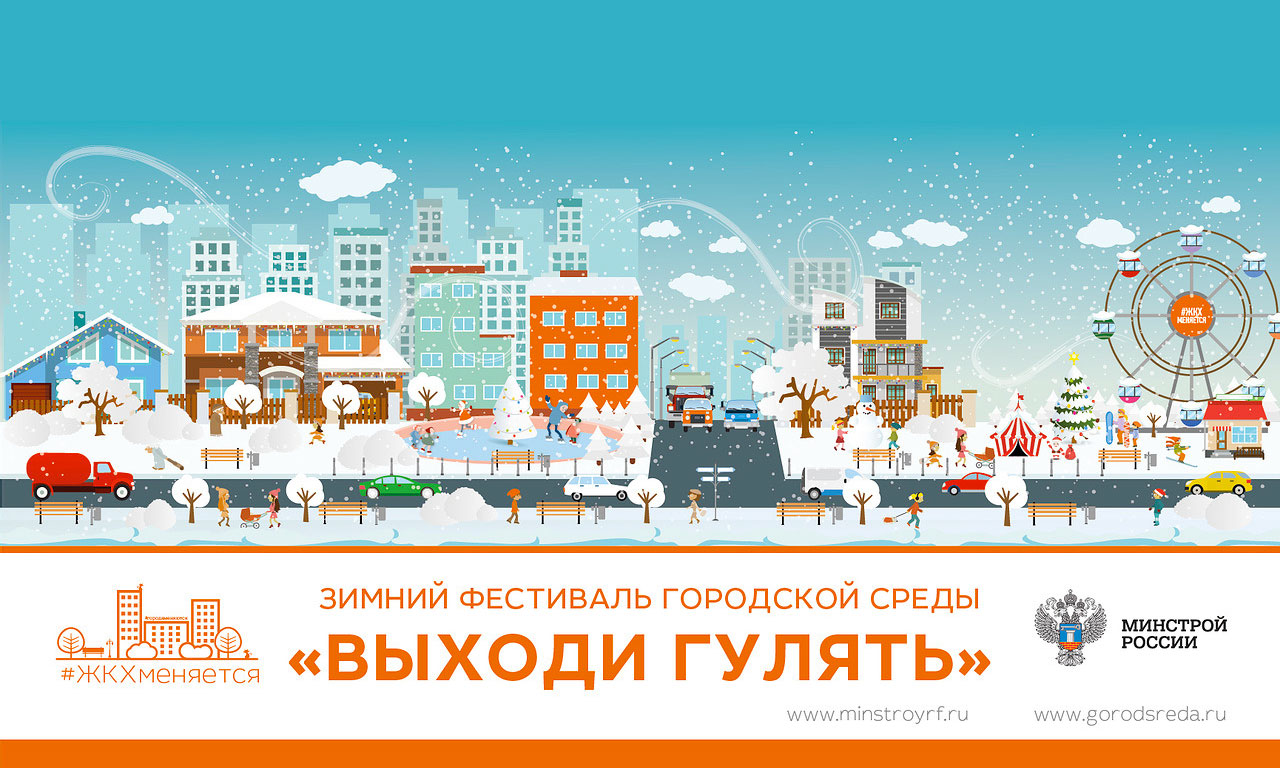 #ЖКХ
МЕНЯЕТСЯ
ЗИМНИЙ ФЕСТИВАЛЬ ГОРОДСКОЙ СРЕДЫ
«ВЫХОДИ ГУЛЯТЬ»
#ЖКХменяется
МИНСТРОЙ
РОССИИ
www.minstroyrf.ru
www.gorodsreda.ru